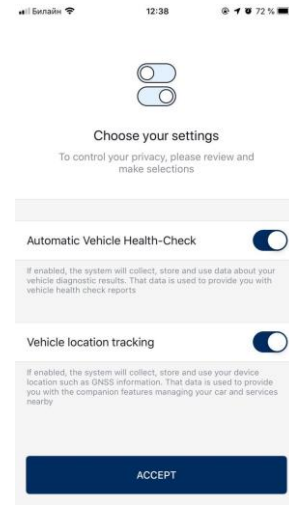 Билайн 12:38 72 %
Choose your settings
To control your privacy, please review and
make selections
Automatic Vehicle Health-Check
If enabled, the system will collect, store and use data about your
vehicle diagnostic results. That data is used to provide you with
vehicle health check reports
Vehicle location tracking
If enabled, the system will collect, store and use your device
location such as GNSS information. That data is used to provide
you with the companion features managing your car and services
nearby
ACCEPT